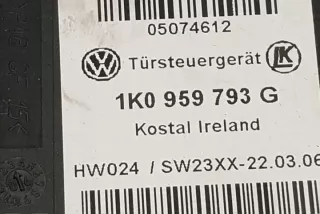 05074612
Türsteuergerät
1K0 959 793 G
Kostal Ireland
HW024 / SW23XX-22.03.06